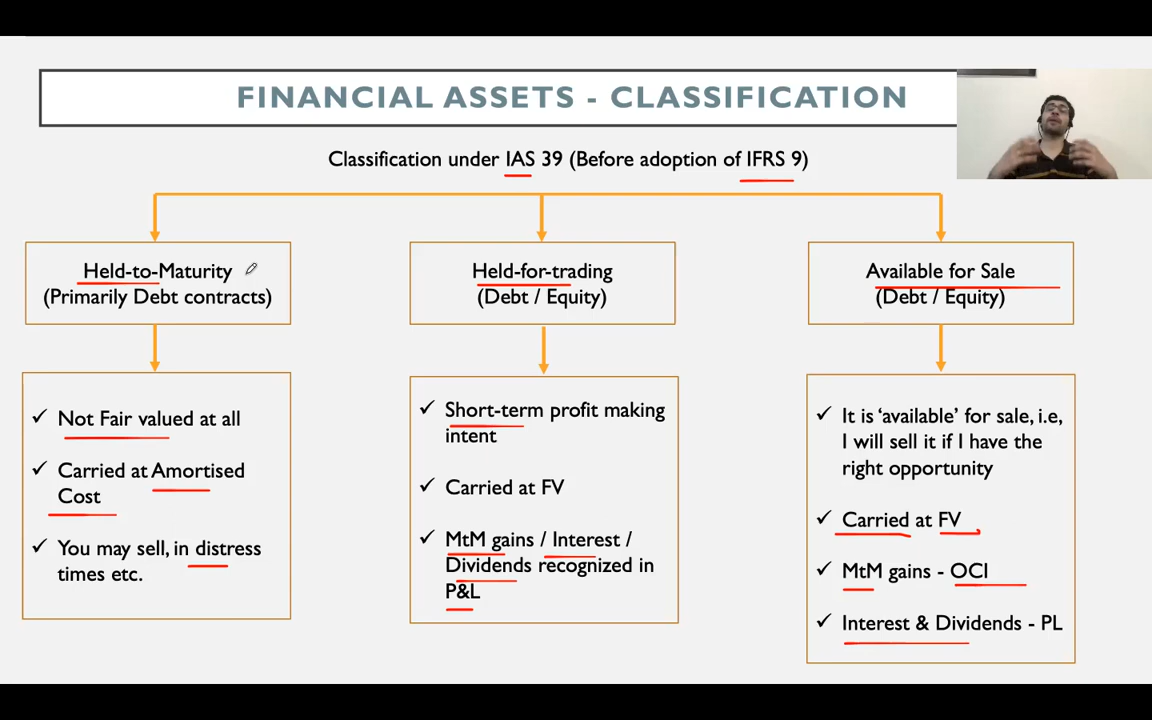 FINANCIAL ASSETS - CLASSIFICATION
Classification under IAS 39 (Before adoption of IFRS 9)
Held-to-Maturity
(Primarily Debt contracts)
✓ Not Fair valued at all
✓ Carried at Amortised
Cost
✓ You may sell, in distress
times etc.
Held-for-trading
(Debt / Equity)
✓ Short-term profit making
intent
✓ Carried at FV
✓ MtM gains / Interest /
Dividends recognized in
P&L
Available for Sale
(Debt / Equity)
✓ It is ‘available’ for sale, i.e,
I will sell it if I have the
right opportunity
✓ Carried at FV
✓ MtM gains - OCI
✓ Interest & Dividends - PL